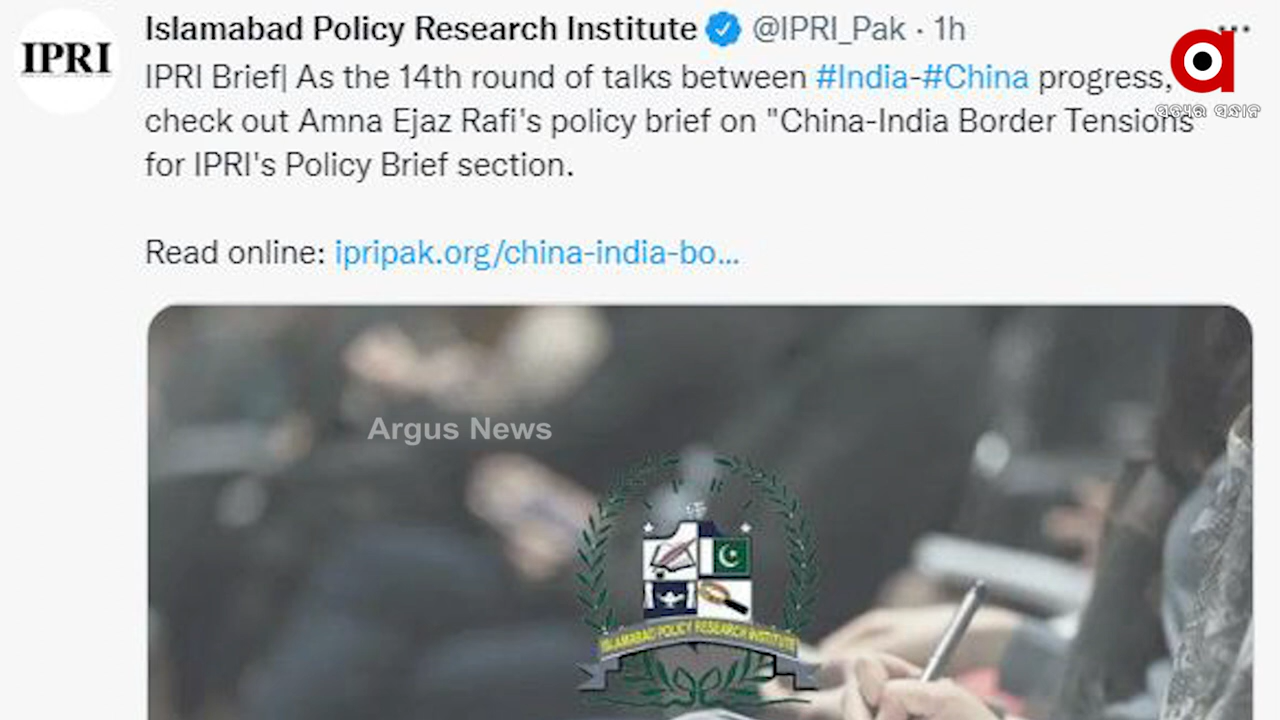 IPRI
Islamabad Policy Research Institute @IPRI_Pak · 1h
IPRI Brief| As the 14th round of talks between #India-#China progress,
check out Amna Ejaz Rafi's policy brief on "China-India Border Tensions"
for IPRI's Policy Brief section.
Read online: ipripak.org/china-india-bo...
Argus News
ISLAMABAD POLICY RESEARCH INSTITUTE